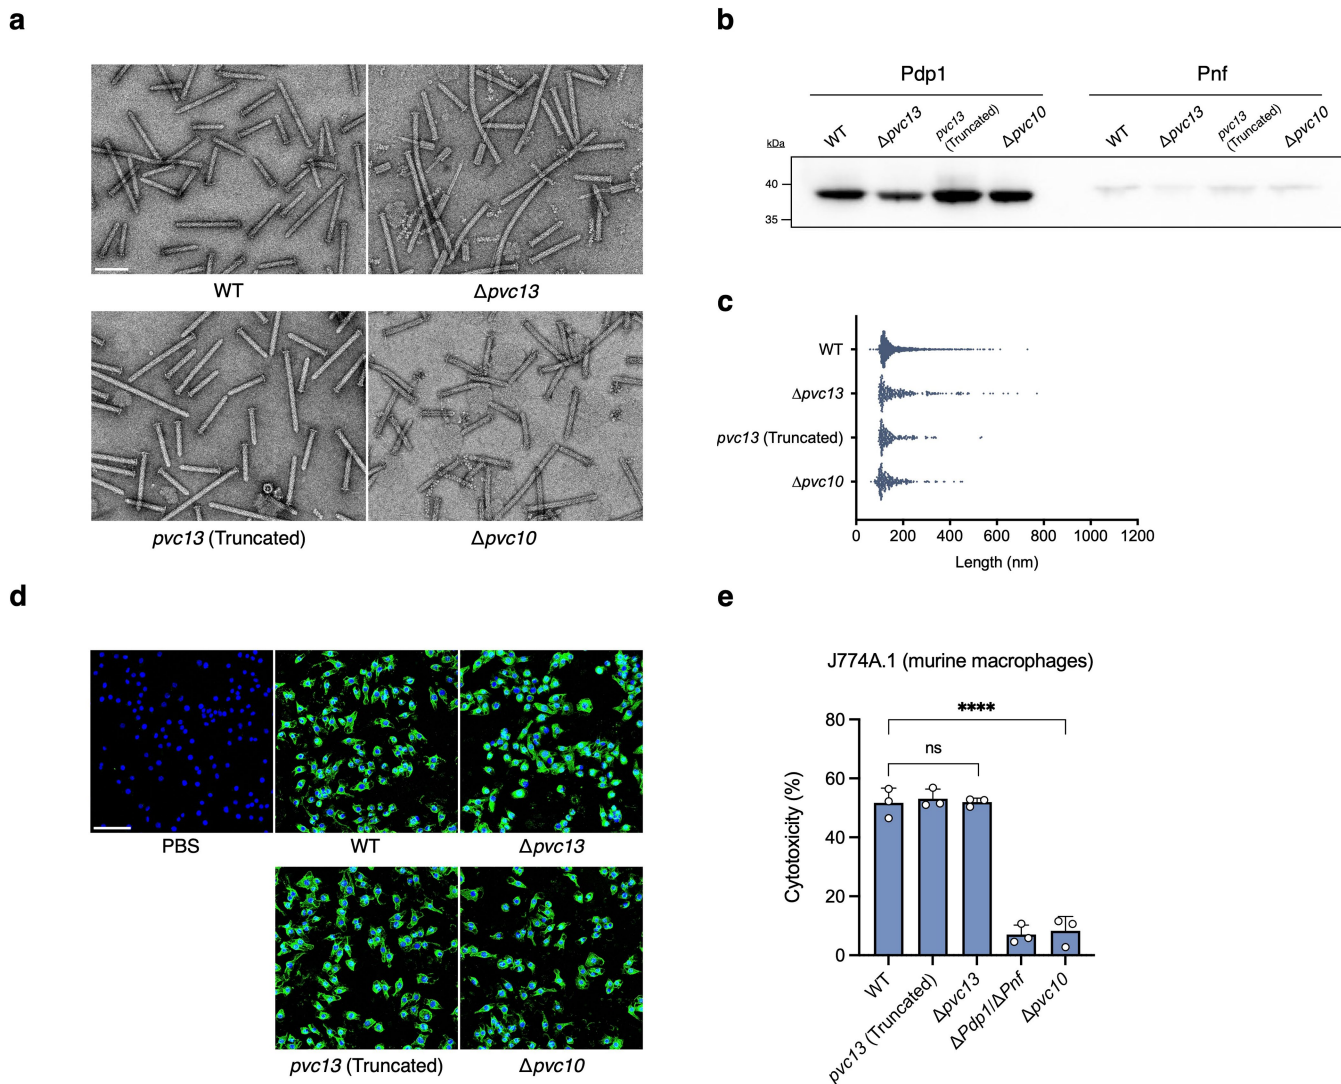 a
WT
Δpvc13
pvc13 (Truncated)
Δpvc10
b
Pdp1
Pnf
WT
Δpvc13
pvc13
(Truncated)
Δpvc10
WT
Δpvc13
pvc13
(Truncated)
Δpvc10
kDa
40
35
c
WT
Δpvc13
pvc13 (Truncated)
Δpvc10
0 200 400 600 800 1000 1200
Length (nm)
d
PBS
WT
Δpvc13
pvc13 (Truncated)
Δpvc10
e
J774A.1 (murine macrophages)
****
ns
80
60
40
20
0
Cytotoxicity (%)
WT
pvc13 (Truncated)
Δpvc13
ΔPdp1/ΔPnf
Δpvc10